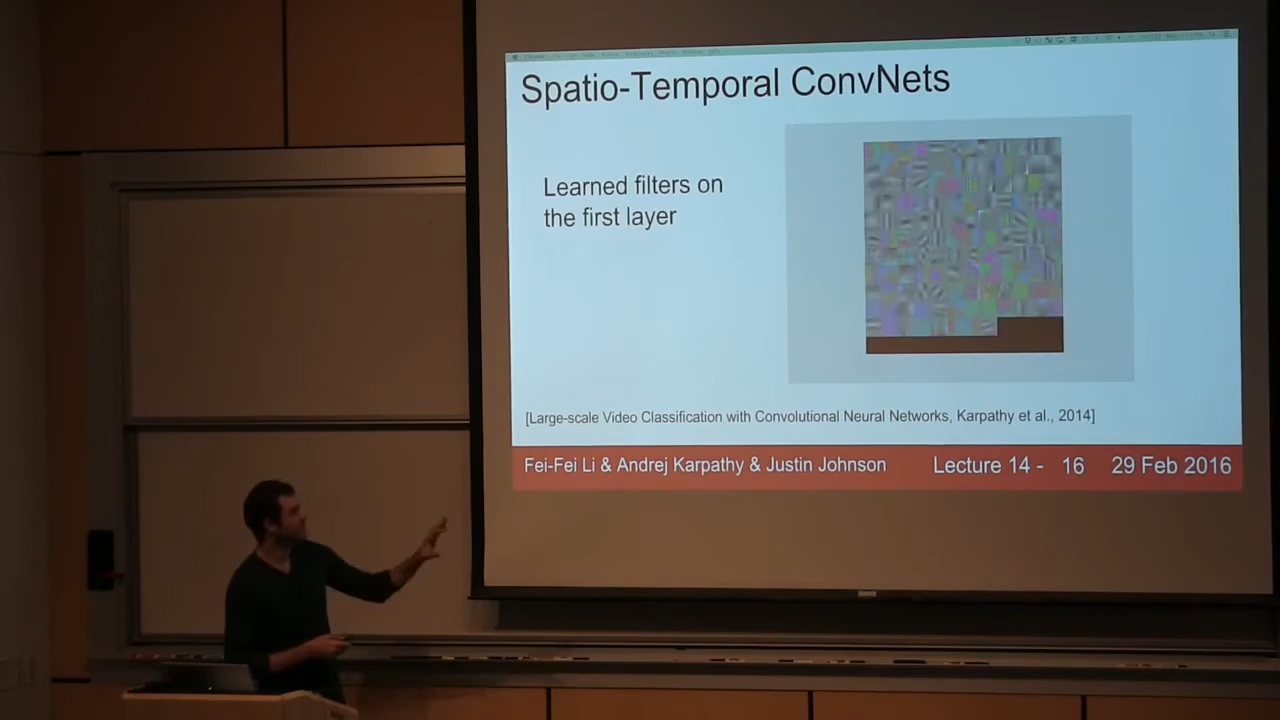 Spatio-Temporal ConvNets
Learned filters on
the first layer
[Large-scale Video Classification with Convolutional Neural Networks, Karpathy et al., 2014]
Fei-Fei Li & Andrej Karpathy & Justin Johnson Lecture 14 - 16 29 Feb 2016